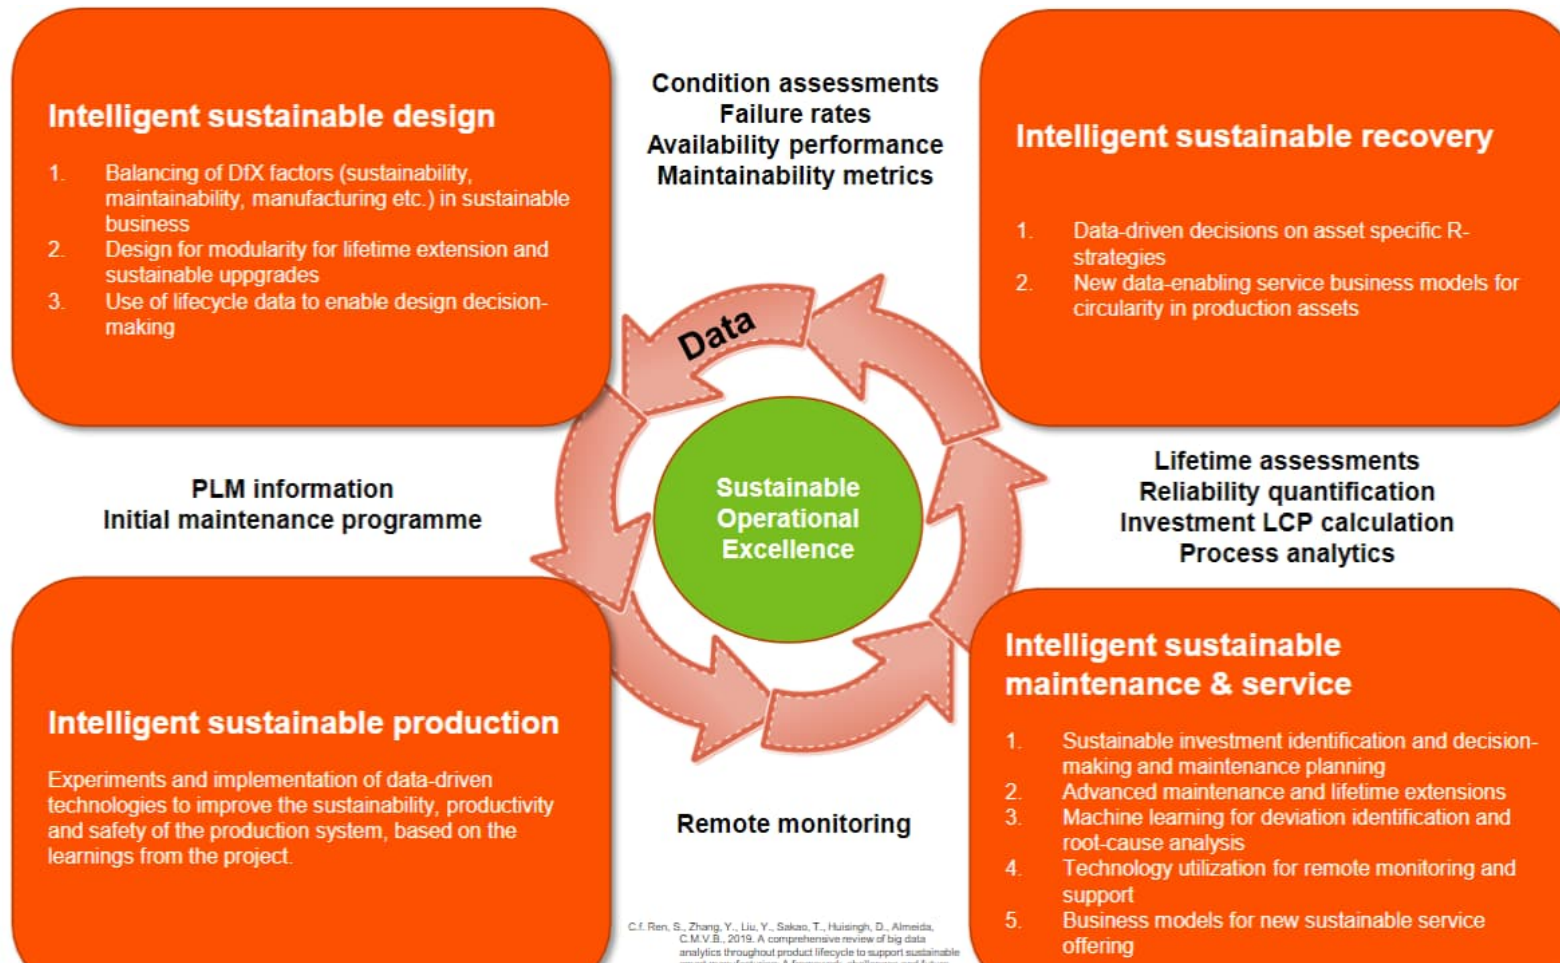 Intelligent sustainable design
1. Balancing of DfX factors (sustainability,
maintainability, manufacturing etc.) in sustainable
business
2. Design for modularity for lifetime extension and
sustainable uppgrades
3. Use of lifecycle data to enable design decision-
making
Condition assessments
Failure rates
Availability performance
Maintainability metrics
Intelligent sustainable recovery
1. Data-driven decisions on asset specific R-
strategies
2. New data-enabling service business models for
circularity in production assets
Data
Sustainable
Operational
Excellence
PLM information
Initial maintenance programme
Lifetime assessments
Reliability quantification
Investment LCP calculation
Process analytics
Intelligent sustainable production
Experiments and implementation of data-driven
technologies to improve the sustainability, productivity
and safety of the production system, based on the
learnings from the project.
Remote monitoring
Intelligent sustainable
maintenance & service
1. Sustainable investment identification and decision-
making and maintenance planning
2. Advanced maintenance and lifetime extensions
3. Machine learning for deviation identification and
root-cause analysis
4. Technology utilization for remote monitoring and
support
5. Business models for new sustainable service
offering
C.f. Ren, S., Zhang, Y., Liu, Y., Sakao, T., Huisingh, D., Almeida,
C.M.V.B., 2019. A comprehensive review of big data
analytics throughout product lifecycle to support sustainable